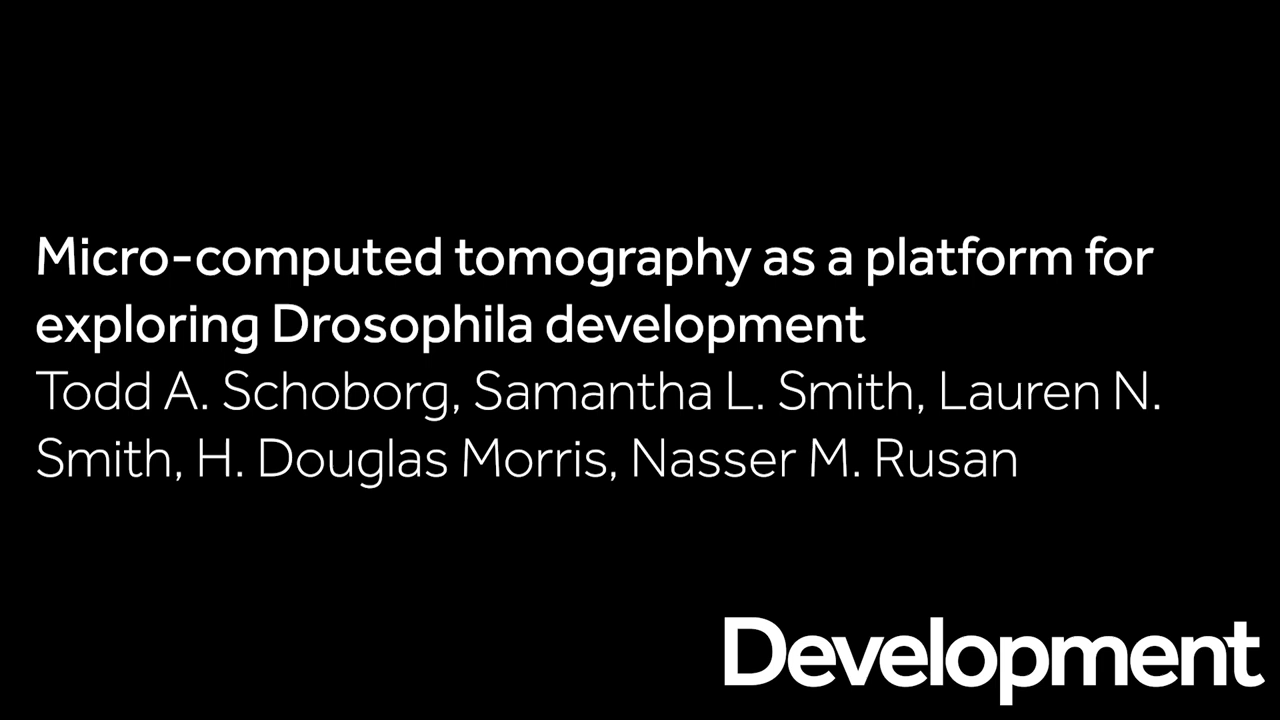 Micro-computed tomography as a platform for
exploring Drosophila development
Todd A. Schoborg, Samantha L. Smith, Lauren N.
Smith, H. Douglas Morris, Nasser M. Rusan
Development